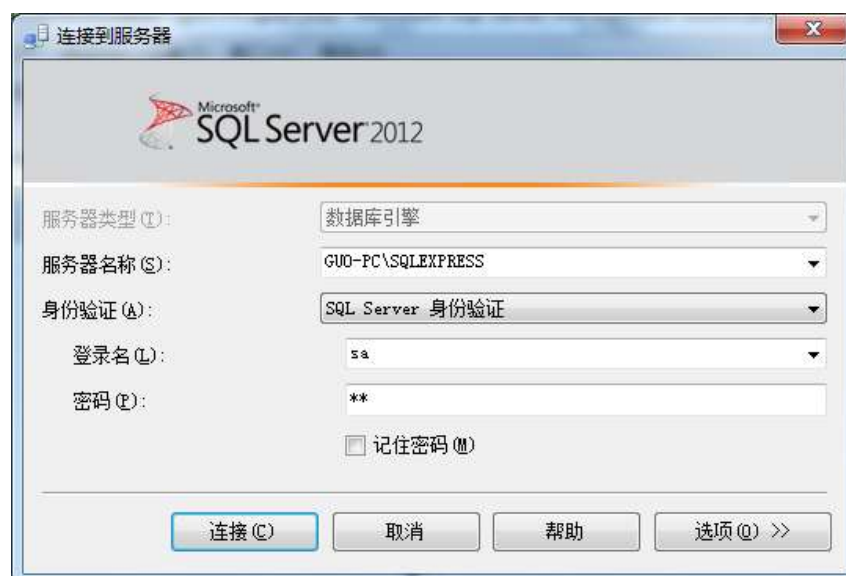 连接到服务器
Microsoft
SQL Server 2012
服务器类型(T): 数据库引擎
服务器名称(S): GUO-PC\SQLEXPRESS
身份验证(A): SQL Server 身份验证
登录名(L): sa
密码(P): **
记住密码(M)
连接(C) 取消 帮助 选项(O) >>